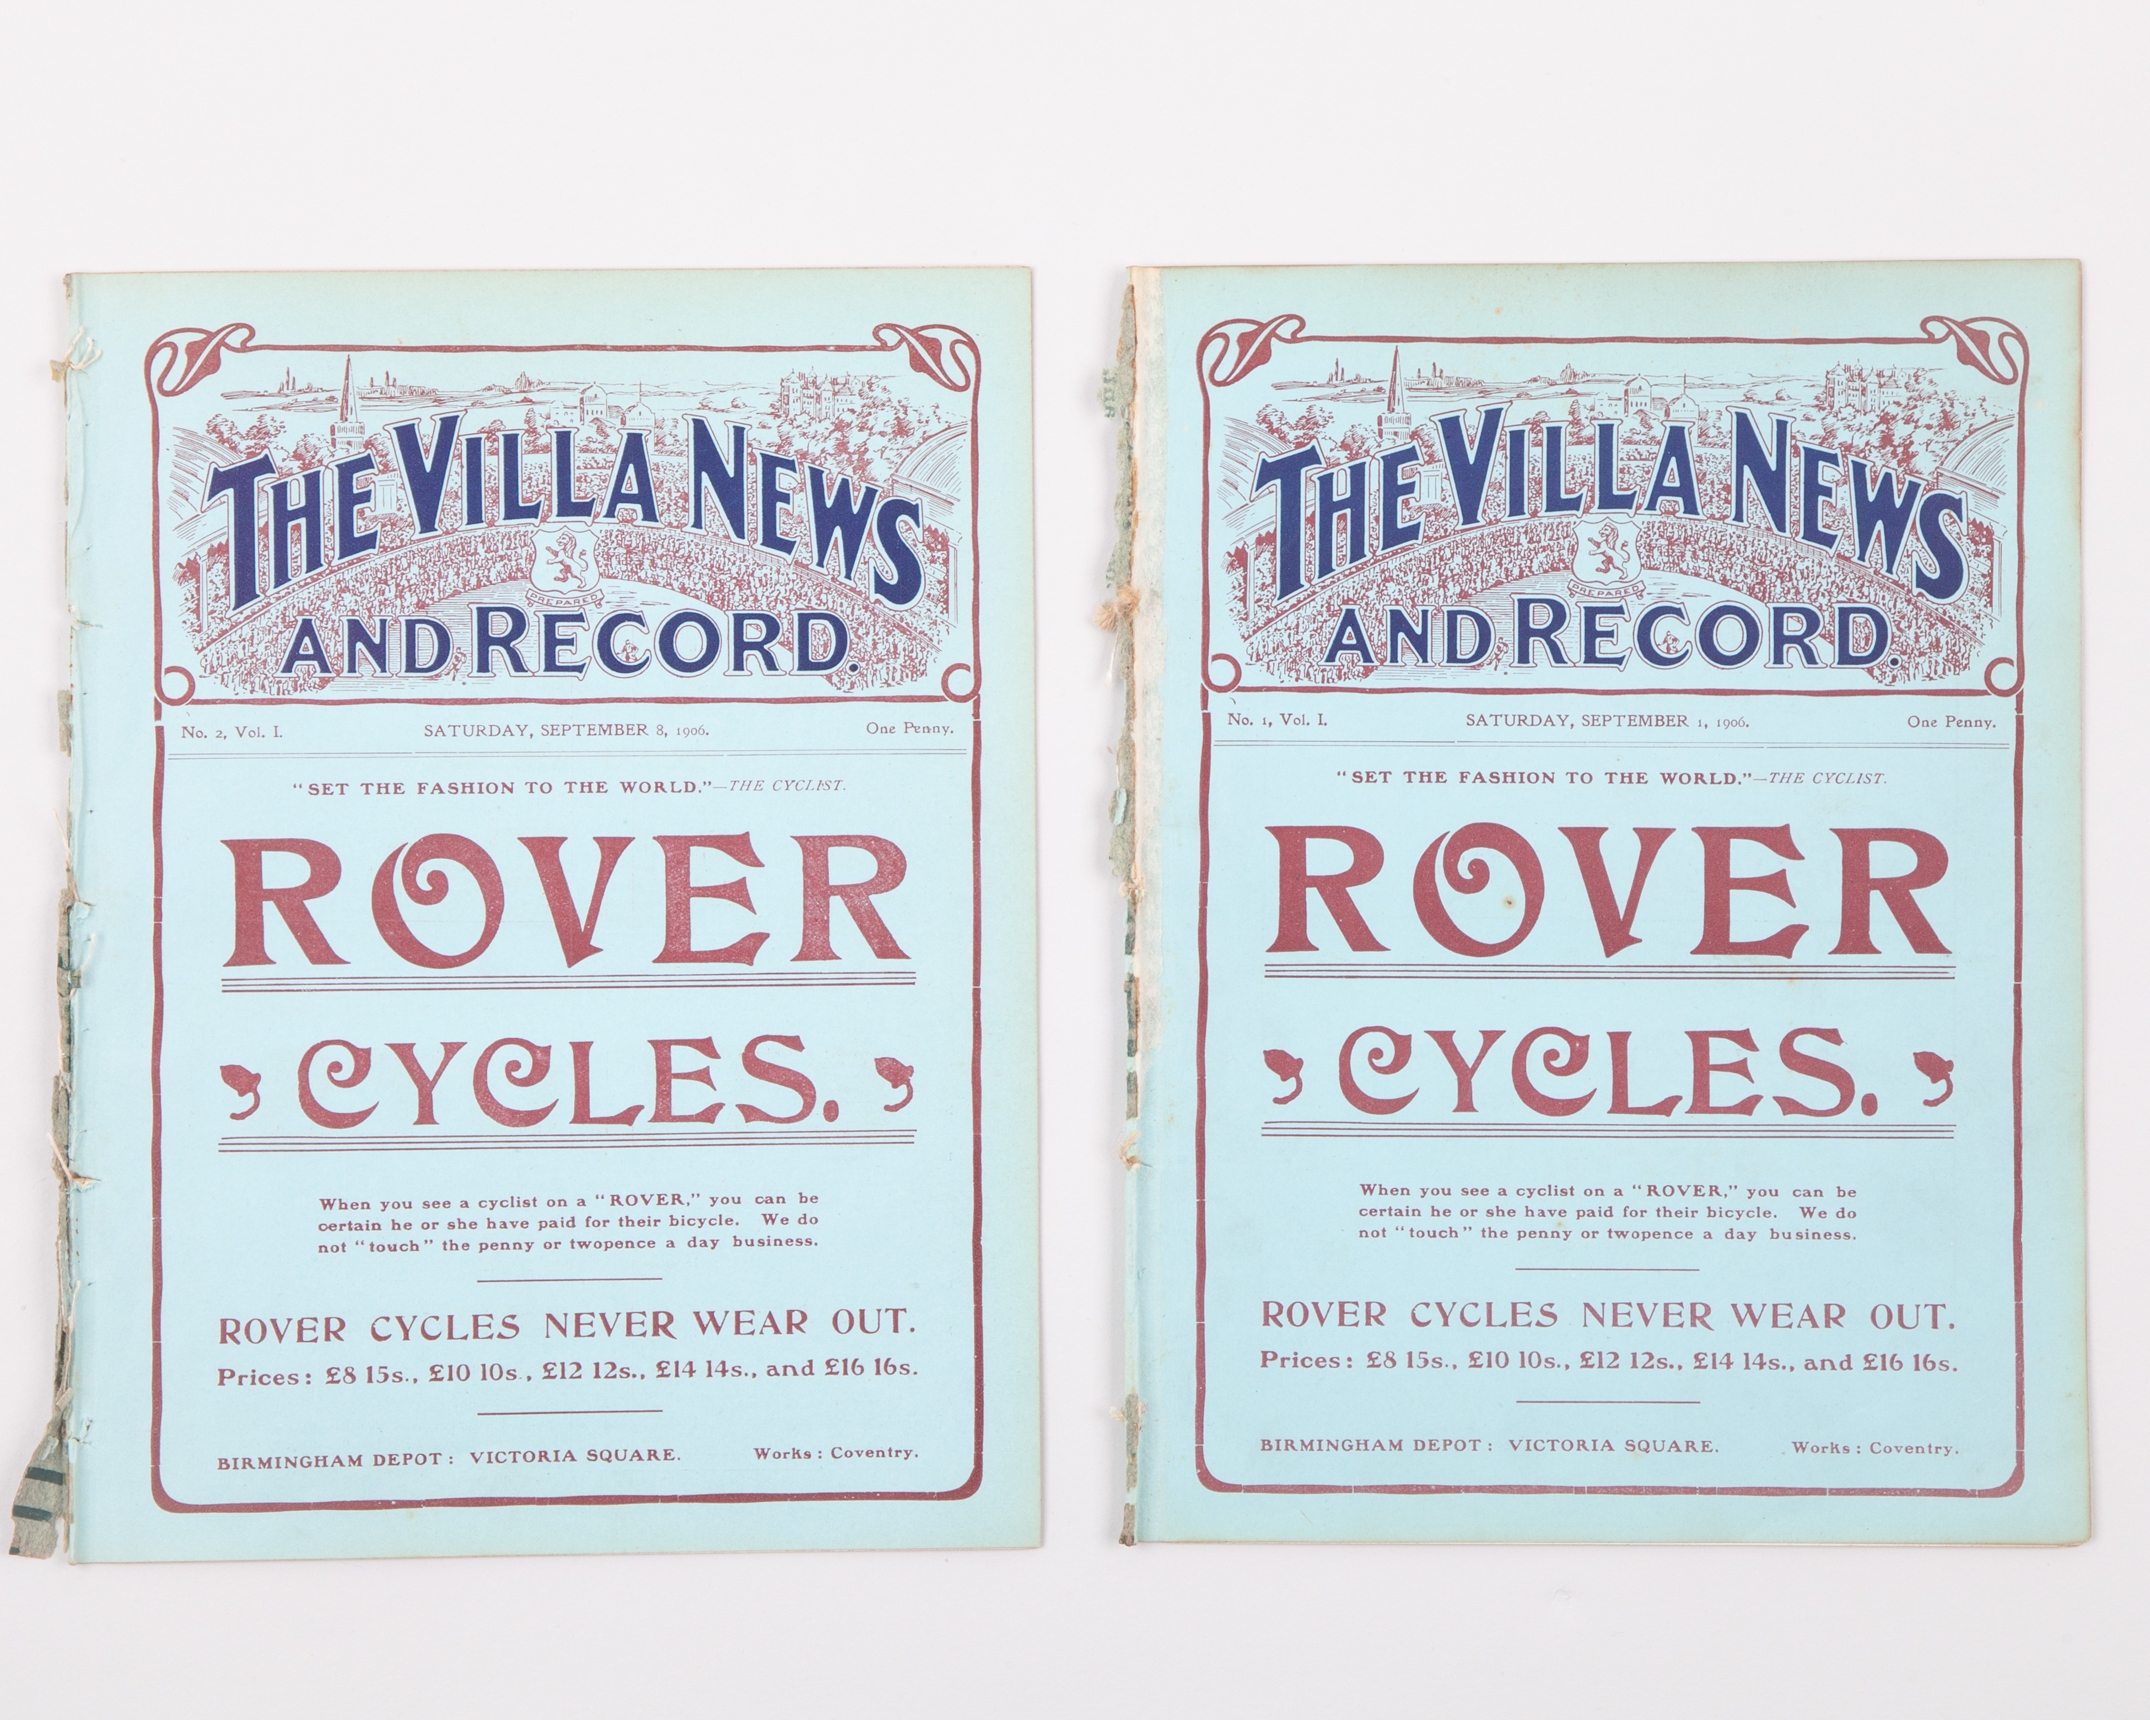 THE VILLA NEWS
PREPARED
AND RECORD.
No. 2, Vol. I. SATURDAY, SEPTEMBER 8, 1906. One Penny.
"SET THE FASHION TO THE WORLD."—THE CYCLIST.
ROVER
CYCLES.
When you see a cyclist on a "ROVER," you can be
certain he or she have paid for their bicycle. We do
not "touch" the penny or twopence a day business.
ROVER CYCLES NEVER WEAR OUT.
Prices: £8 15s., £10 10s., £12 12s., £14 14s., and £16 16s.
BIRMINGHAM DEPOT: VICTORIA SQUARE. Works: Coventry.
THE VILLA NEWS
PREPARED
AND RECORD.
No. 1, Vol. I. SATURDAY, SEPTEMBER 1, 1906. One Penny.
"SET THE FASHION TO THE WORLD."—THE CYCLIST.
ROVER
CYCLES.
When you see a cyclist on a "ROVER," you can be
certain he or she have paid for their bicycle. We do
not "touch" the penny or twopence a day business.
ROVER CYCLES NEVER WEAR OUT.
Prices: £8 15s., £10 10s., £12 12s., £14 14s., and £16 16s.
BIRMINGHAM DEPOT: VICTORIA SQUARE. Works: Coventry.